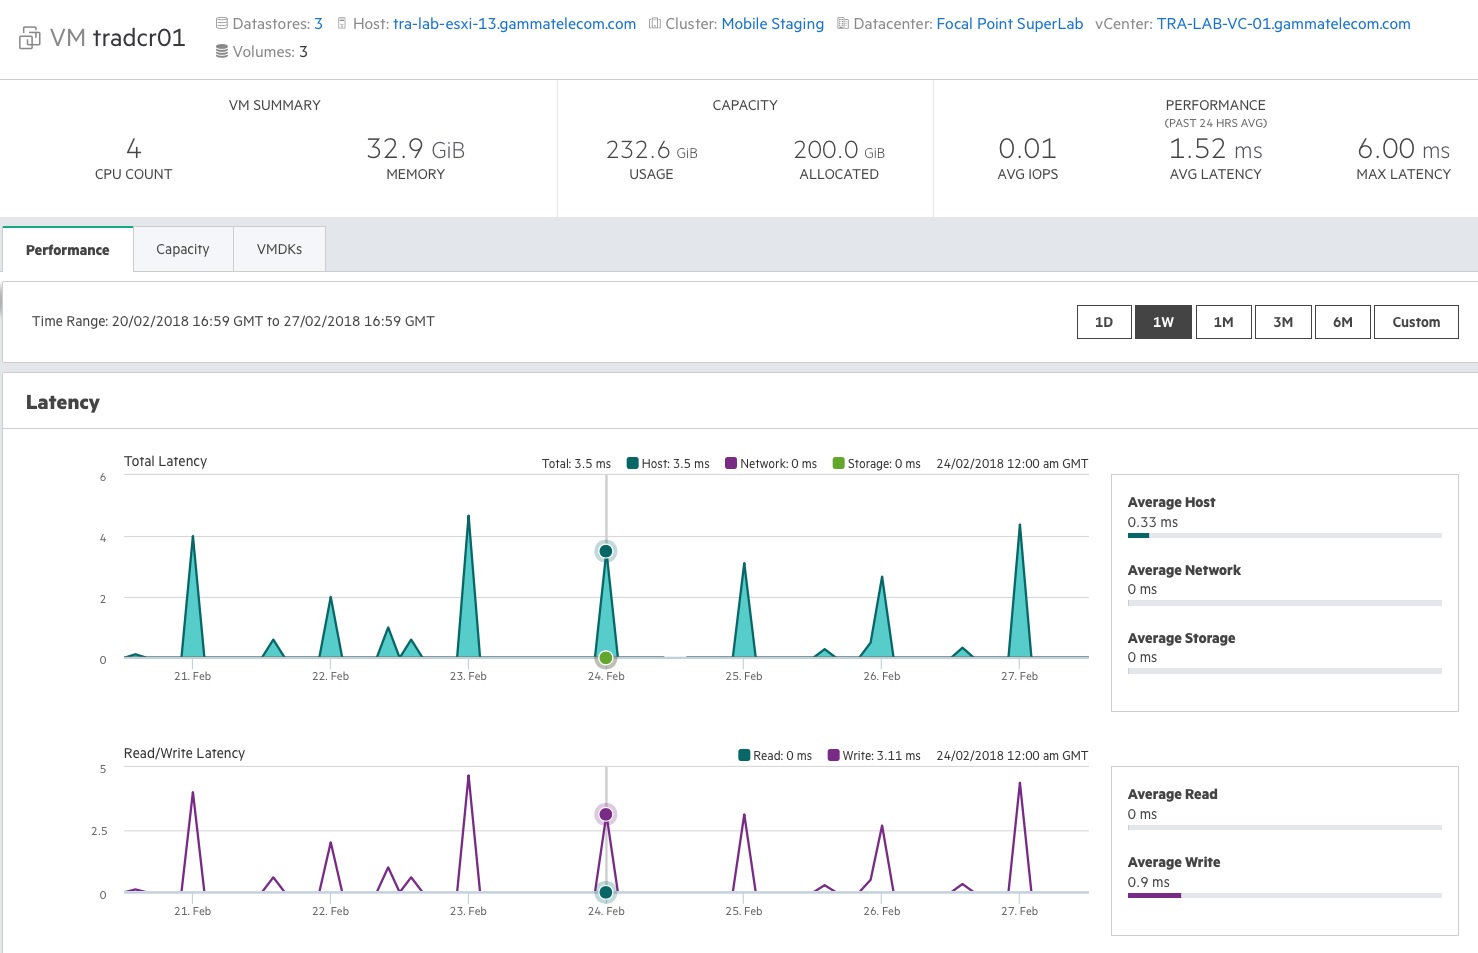 VM tradcr01
Datastores: 3 Host: tra-lab-esxi-13.gammatelecom.com Cluster: Mobile Staging Datacenter: Focal Point SuperLab vCenter: TRA-LAB-VC-01.gammatelecom.com
Volumes: 3
VM SUMMARY CAPACITY PERFORMANCE
(PAST 24 HRS AVG)
4 32.9 GiB 232.6 GiB 200.0 GiB 0.01 1.52 ms 6.00 ms
CPU COUNT MEMORY USAGE ALLOCATED AVG IOPS AVG LATENCY MAX LATENCY
Performance Capacity VMDKs
Time Range: 20/02/2018 16:59 GMT to 27/02/2018 16:59 GMT 1D 1W 1M 3M 6M Custom
Latency
Total Latency Total: 3.5 ms Host: 3.5 ms Network: 0 ms Storage: 0 ms 24/02/2018 12:00 am GMT
6
4
2
0
21. Feb 22. Feb 23. Feb 24. Feb 25. Feb 26. Feb 27. Feb
Average Host
0.33 ms
Average Network
0 ms
Average Storage
0 ms
Read/Write Latency Read: 0 ms Write: 3.11 ms 24/02/2018 12:00 am GMT
5
2.5
0
21. Feb 22. Feb 23. Feb 24. Feb 25. Feb 26. Feb 27. Feb
Average Read
0 ms
Average Write
0.9 ms